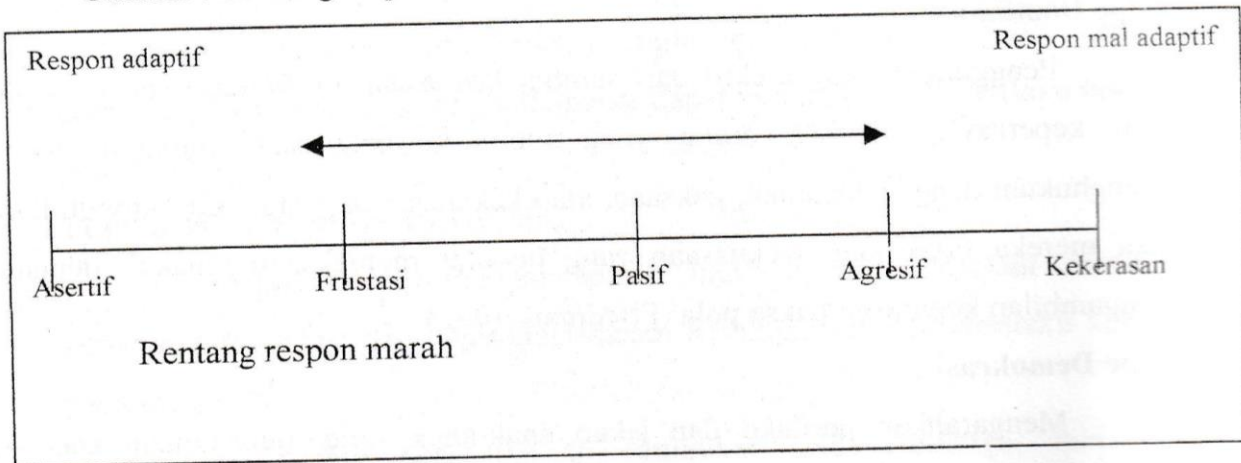 Respon adaptif
Respon mal adaptif
Asertif
Frustasi
Pasif
Agresif
Kekerasan
Rentang respon marah